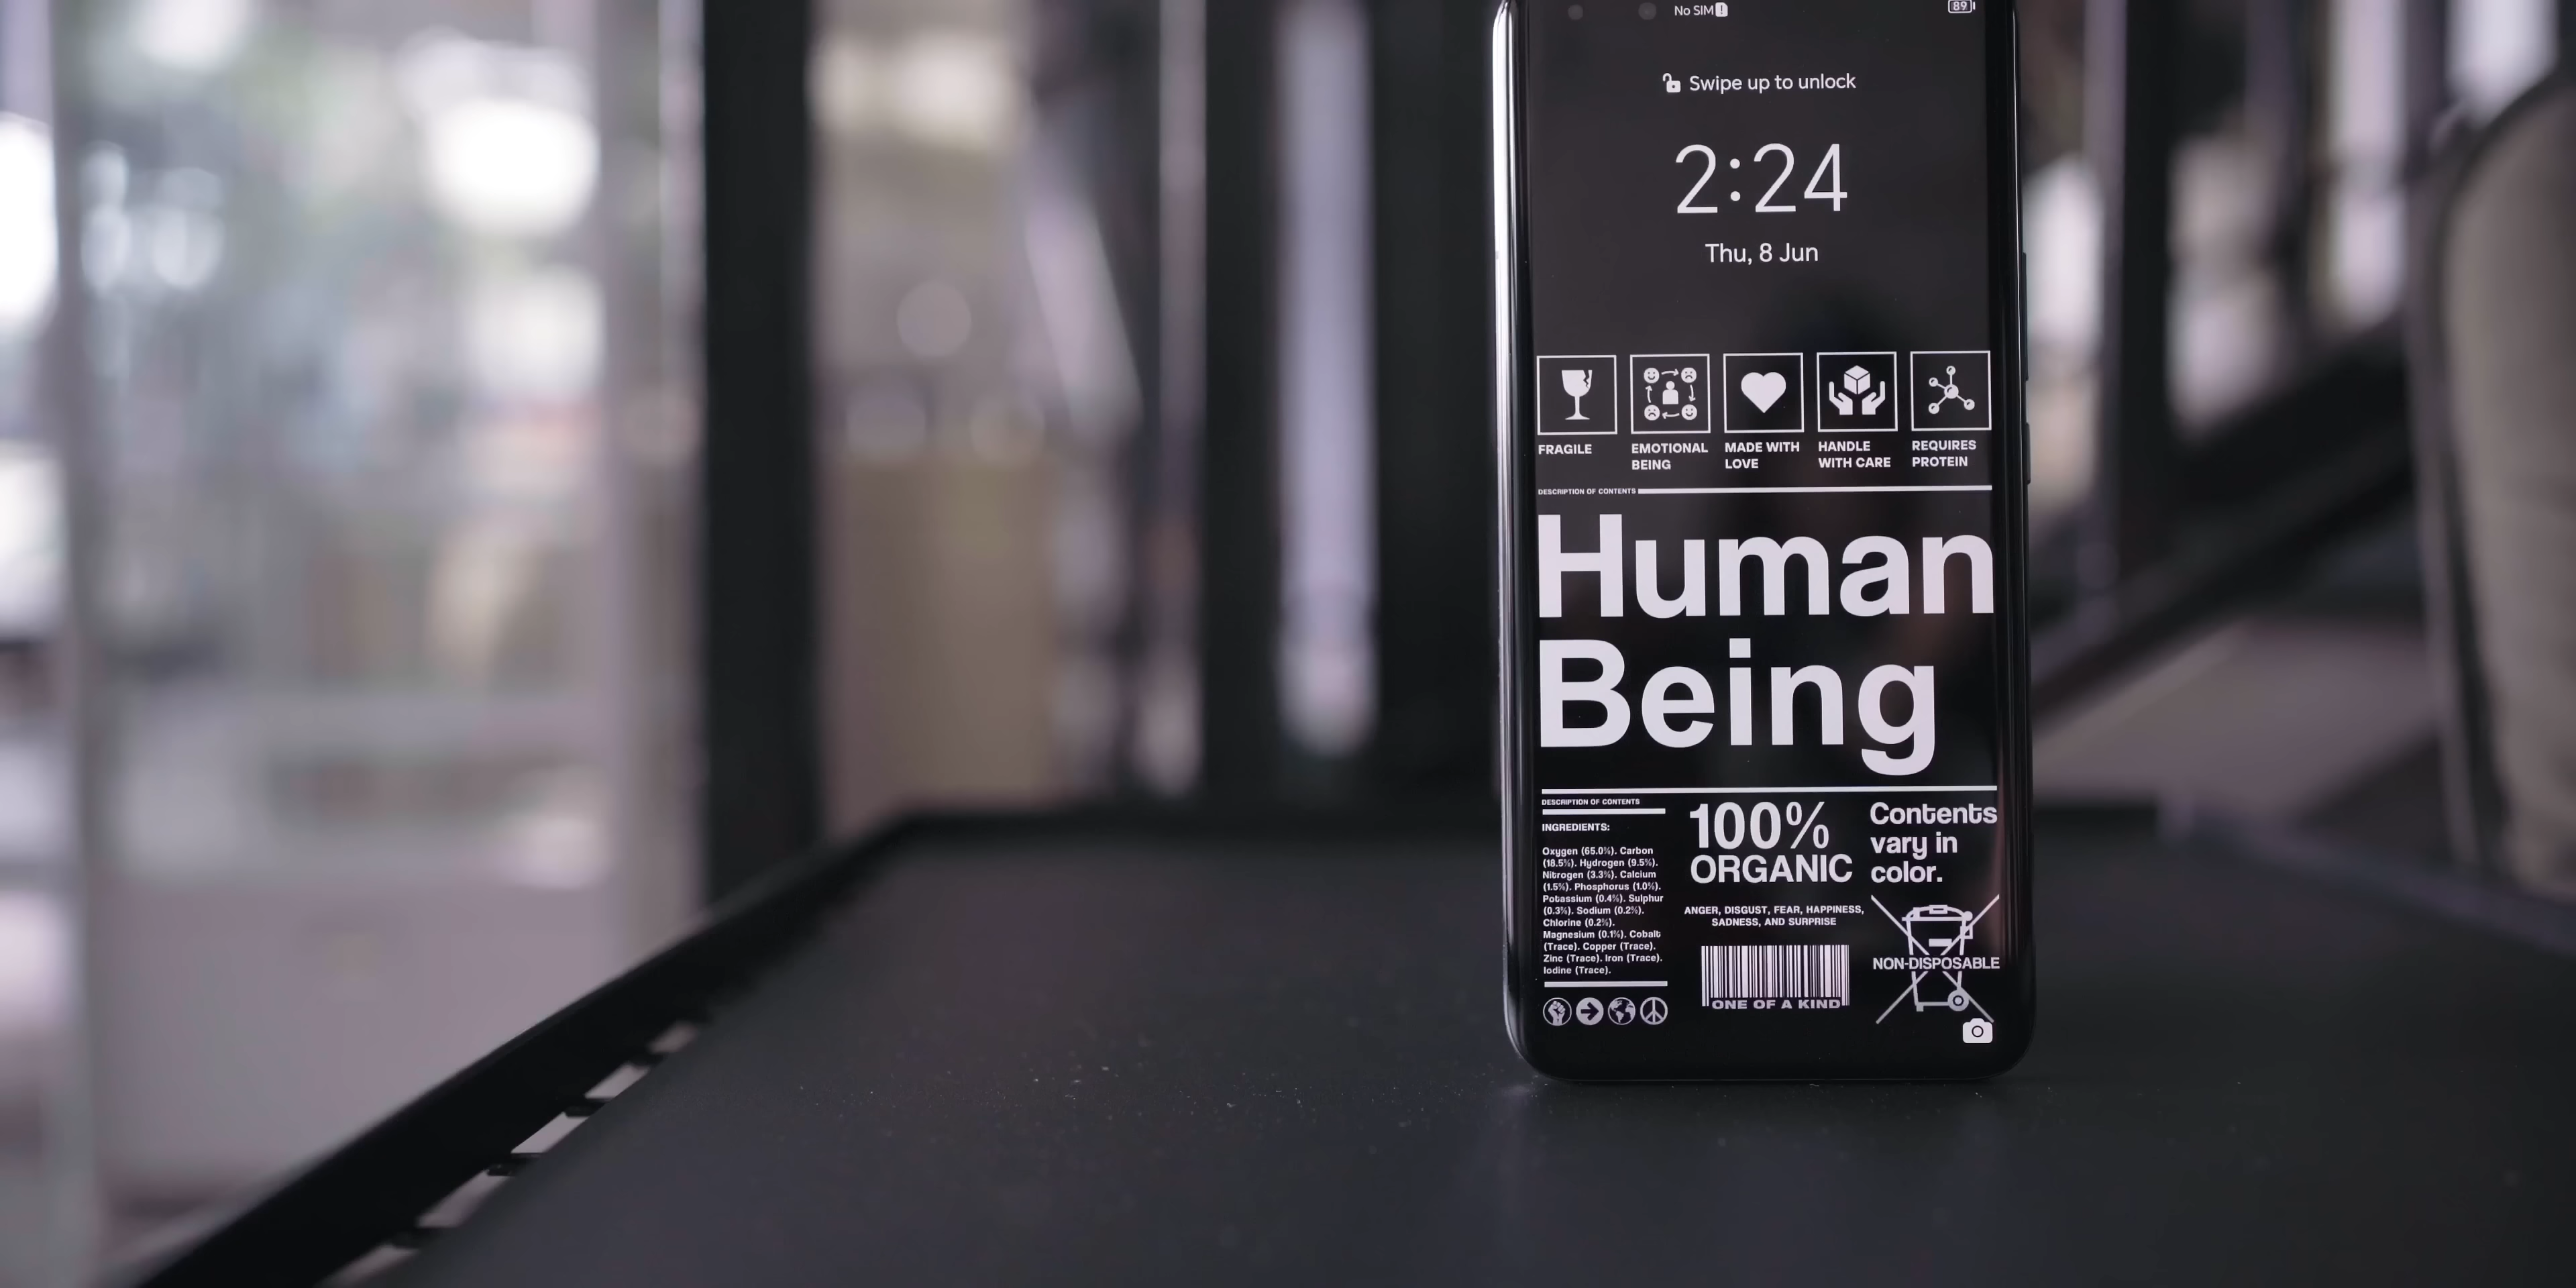 No SIM
89
Swipe up to unlock
2:24
Thu, 8 Jun
FRAGILE
EMOTIONAL
BEING
MADE WITH
LOVE
HANDLE
WITH CARE
REQUIRES
PROTEIN
DESCRIPTION OF CONTENTS
Human
Being
DESCRIPTION OF CONTENTS
INGREDIENTS:
Oxygen (65.0%). Carbon
(18.5%). Hydrogen (9.5%).
Nitrogen (3.3%). Calcium
(1.5%). Phosphorus (1.0%).
Potassium (0.4%). Sulphur
(0.3%). Sodium (0.2%).
Chlorine (0.2%).
Magnesium (0.1%). Cobalt
(Trace). Copper (Trace).
Zinc (Trace). Iron (Trace).
Iodine (Trace).
100%
ORGANIC
ANGER, DISGUST, FEAR, HAPPINESS,
SADNESS, AND SURPRISE
ONE OF A KIND
Contents
vary in
color.
NON-DISPOSABLE